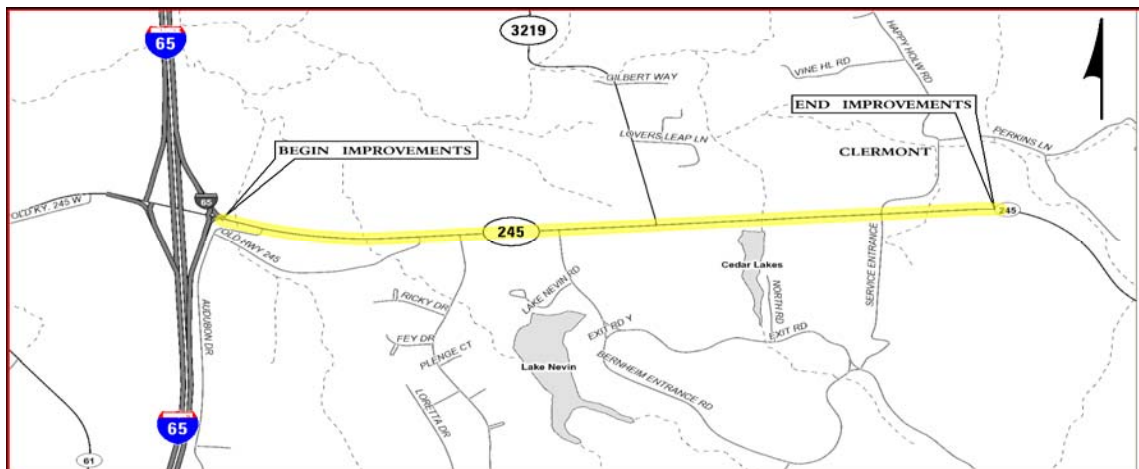 65
3219
HAPPY HOLW RD
VINE HL RD
GILBERT WAY
END IMPROVEMENTS
LOVERS LEAP LN
PERKINS LN
BEGIN IMPROVEMENTS
CLERMONT
OLD KY. 245 W
65
245
245
OLD HWY 245
Cedar Lakes
SERVICE ENTRANCE
AUDUBON DR
RICKY DR
LAKE NEVIN RD
NORTH RD
FEY DR
EXIT RD Y
EXIT RD
PLENGE CT
Lake Nevin
BERNHEIM ENTRANCE RD
LORETTA DR
65
61